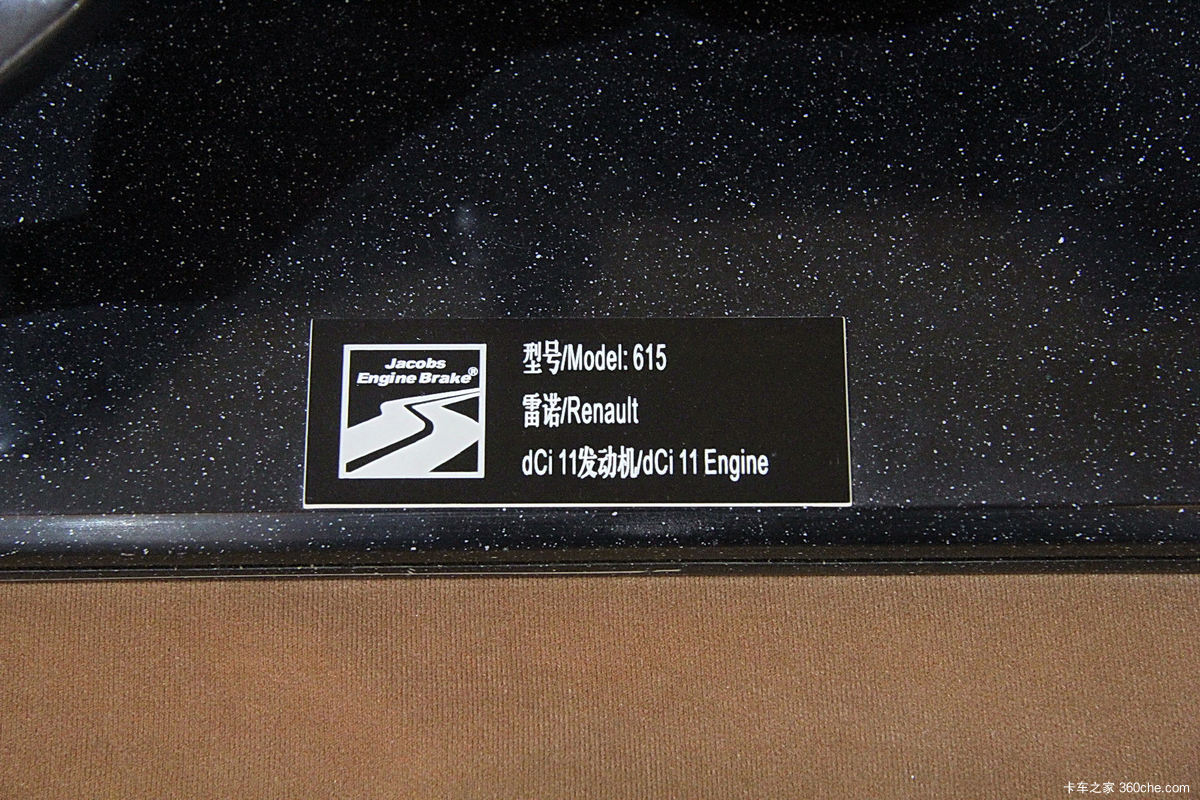 Jacobs
Engine Brake®
型号/Model: 615
雷诺/Renault
dCi 11发动机/dCi 11 Engine
卡车之家 360che.com